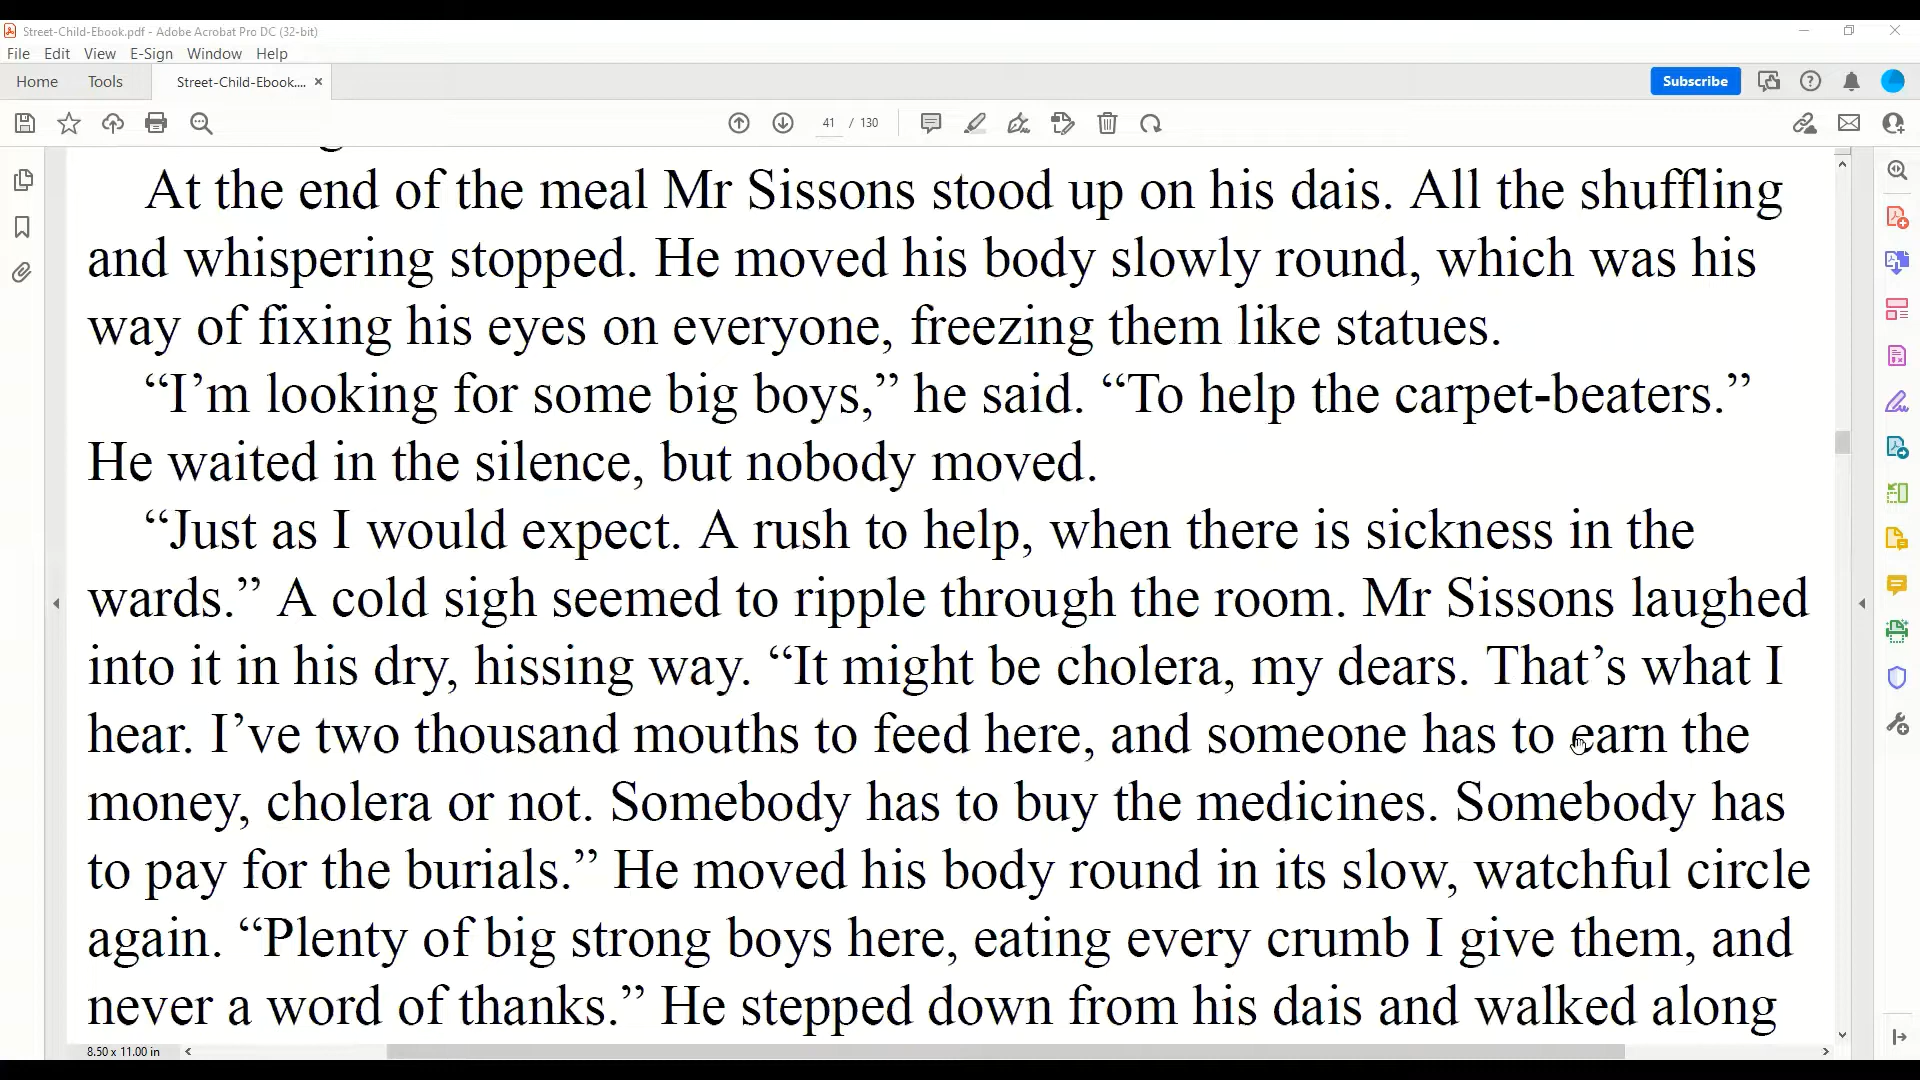 Street-Child-Ebook.pdf - Adobe Acrobat Pro DC (32-bit)
File Edit View E-Sign Window Help
Home Tools Street-Child-Ebook.... ×
Subscribe
41 / 130
At the end of the meal Mr Sissons stood up on his dais. All the shuffling
and whispering stopped. He moved his body slowly round, which was his
way of fixing his eyes on everyone, freezing them like statues.
“I’m looking for some big boys,” he said. “To help the carpet-beaters.”
He waited in the silence, but nobody moved.
“Just as I would expect. A rush to help, when there is sickness in the
wards.” A cold sigh seemed to ripple through the room. Mr Sissons laughed
into it in his dry, hissing way. “It might be cholera, my dears. That’s what I
hear. I’ve two thousand mouths to feed here, and someone has to earn the
money, cholera or not. Somebody has to buy the medicines. Somebody has
to pay for the burials.” He moved his body round in its slow, watchful circle
again. “Plenty of big strong boys here, eating every crumb I give them, and
never a word of thanks.” He stepped down from his dais and walked along
8.50 x 11.00 in